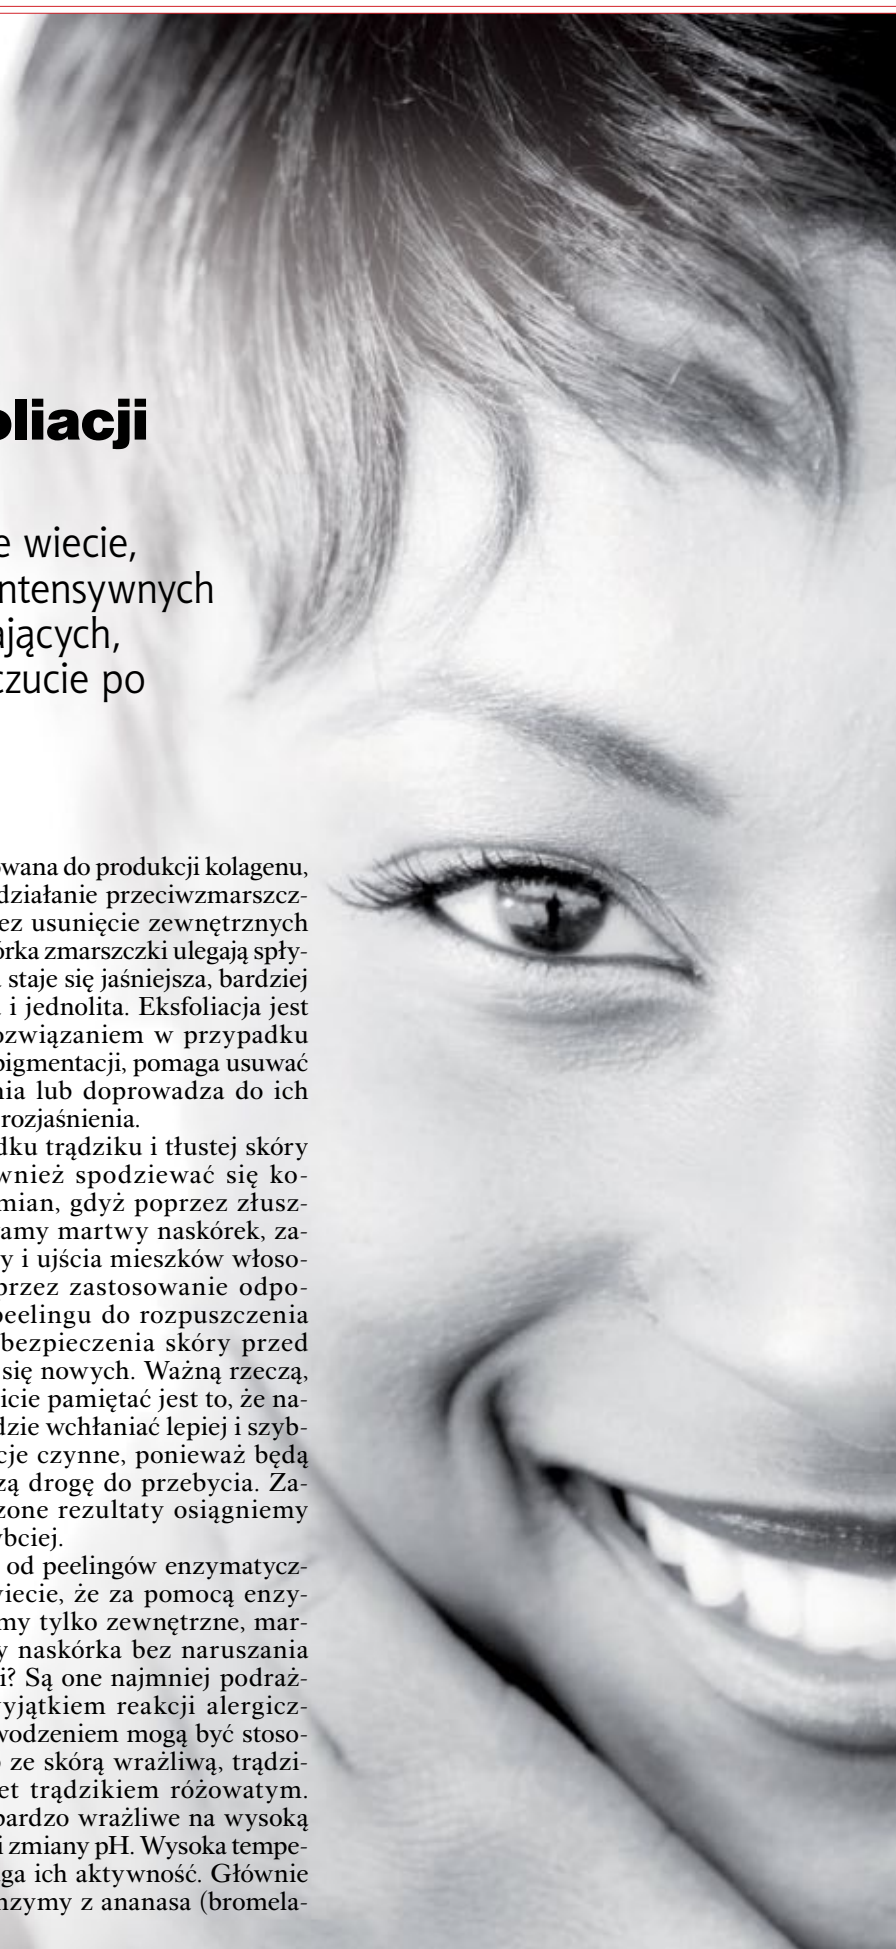 oliacji
e wiecie,
ntensywnych
ających,
czucie po
owana do produkcji kolagenu,
działanie przeciwzmarszcz-
ez usunięcie zewnętrznych
órka zmarszczki ulegają spły-
staje się jaśniejsza, bardziej
i jednolita. Eksfoliacja jest
ozwiązaniem w przypadku
pigmentacji, pomaga usuwać
nia lub doprowadza do ich
rozjaśnienia.
dku trądziku i tłustej skóry
wnież spodziewać się ko-
mian, gdyż poprzez złusz-
amy martwy naskórek, za-
y i ujścia mieszków włoso-
przez zastosowanie odpo-
peelingu do rozpuszczenia
bezpieczenia skóry przed
się nowych. Ważną rzeczą,
icie pamiętać jest to, że na-
dzie wchłaniać lepiej i szyb-
cje czynne, ponieważ będą
zą drogę do przebycia. Za-
zone rezultaty osiągniemy
ybciej.
od peelingów enzymatycz-
wiecie, że za pomocą enzy-
my tylko zewnętrzne, mar-
y naskórka bez naruszania
i? Są one najmniej podraż-
yjątkiem reakcji alergicz-
wodzeniem mogą być stoso-
ze skórą wrażliwą, trądzi-
et trądzikiem różowatym.
bardzo wrażliwe na wysoką
i zmiany pH. Wysoka tempe-
ga ich aktywność. Głównie
nzymy z ananasa (bromela-